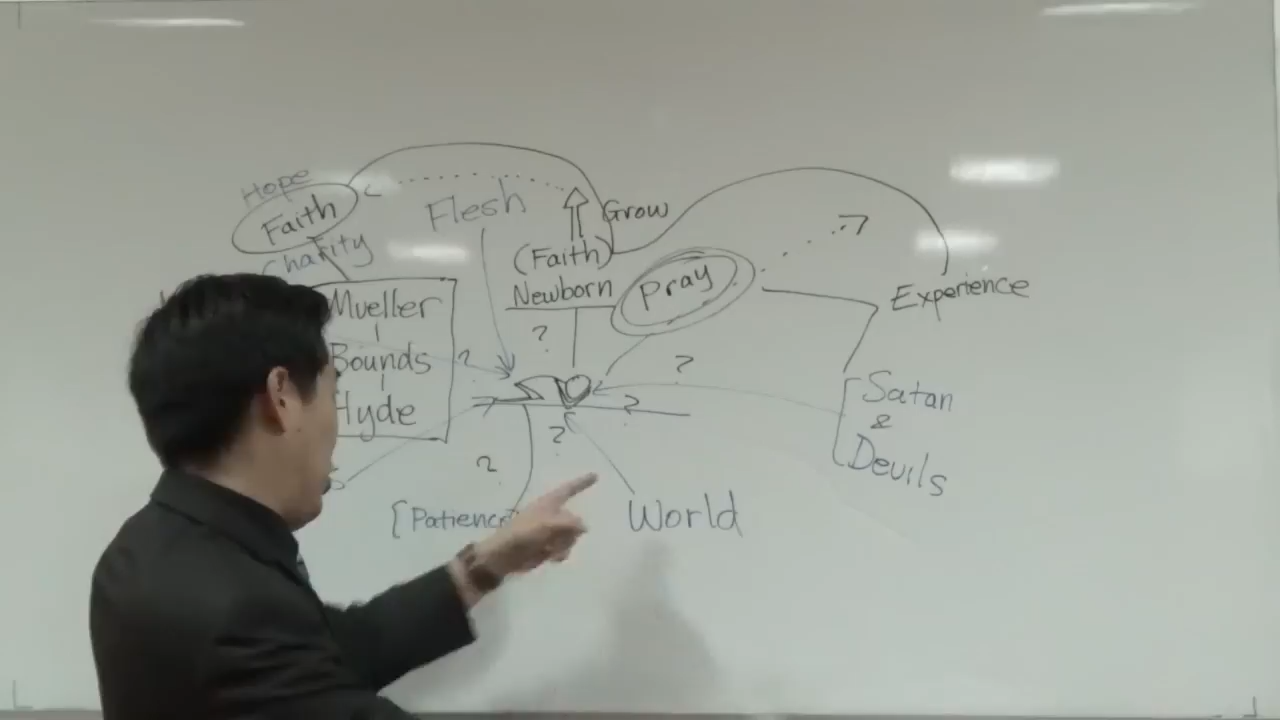 Hope
Faith
Charity
Flesh
Grow
(Faith)
Newborn
Pray
Experience
Mueller
Bounds
Hyde
?
?
?
?
?
?
Satan
&
Devils
[Patience
World